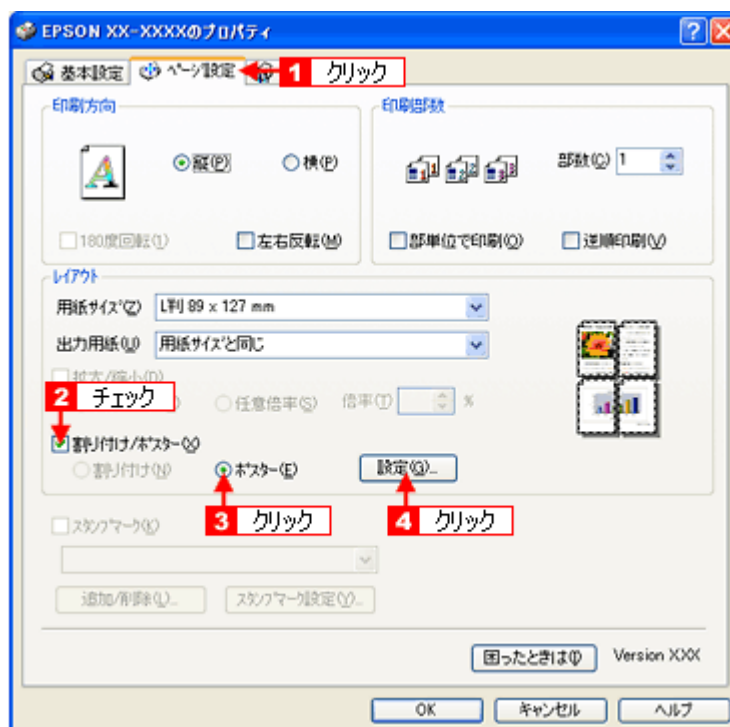 EPSON XX-XXXXのプロパティ
基本設定 ページ設定 1 クリック
印刷方向 印刷部数
縦(P) 横(P) 部数(C) 1
180度回転(1) 左右反転(M) 部単位で印刷(O) 逆順印刷(V)
レイアウト
用紙サイズ(Z) L判 89 x 127 mm
出力用紙(U) 用紙サイズと同じ
拡大/縮小(D)
2 チェック 任意倍率(S) 倍率(T) %
割り付け/ポスター(X)
割り付け(N) ポスター(E) 設定(G)...
3 クリック 4 クリック
スタンプマーク(K)
追加/削除(L)... スタンプマーク設定(Y)...
困ったときは(I) Version XXX
OK キャンセル ヘルプ